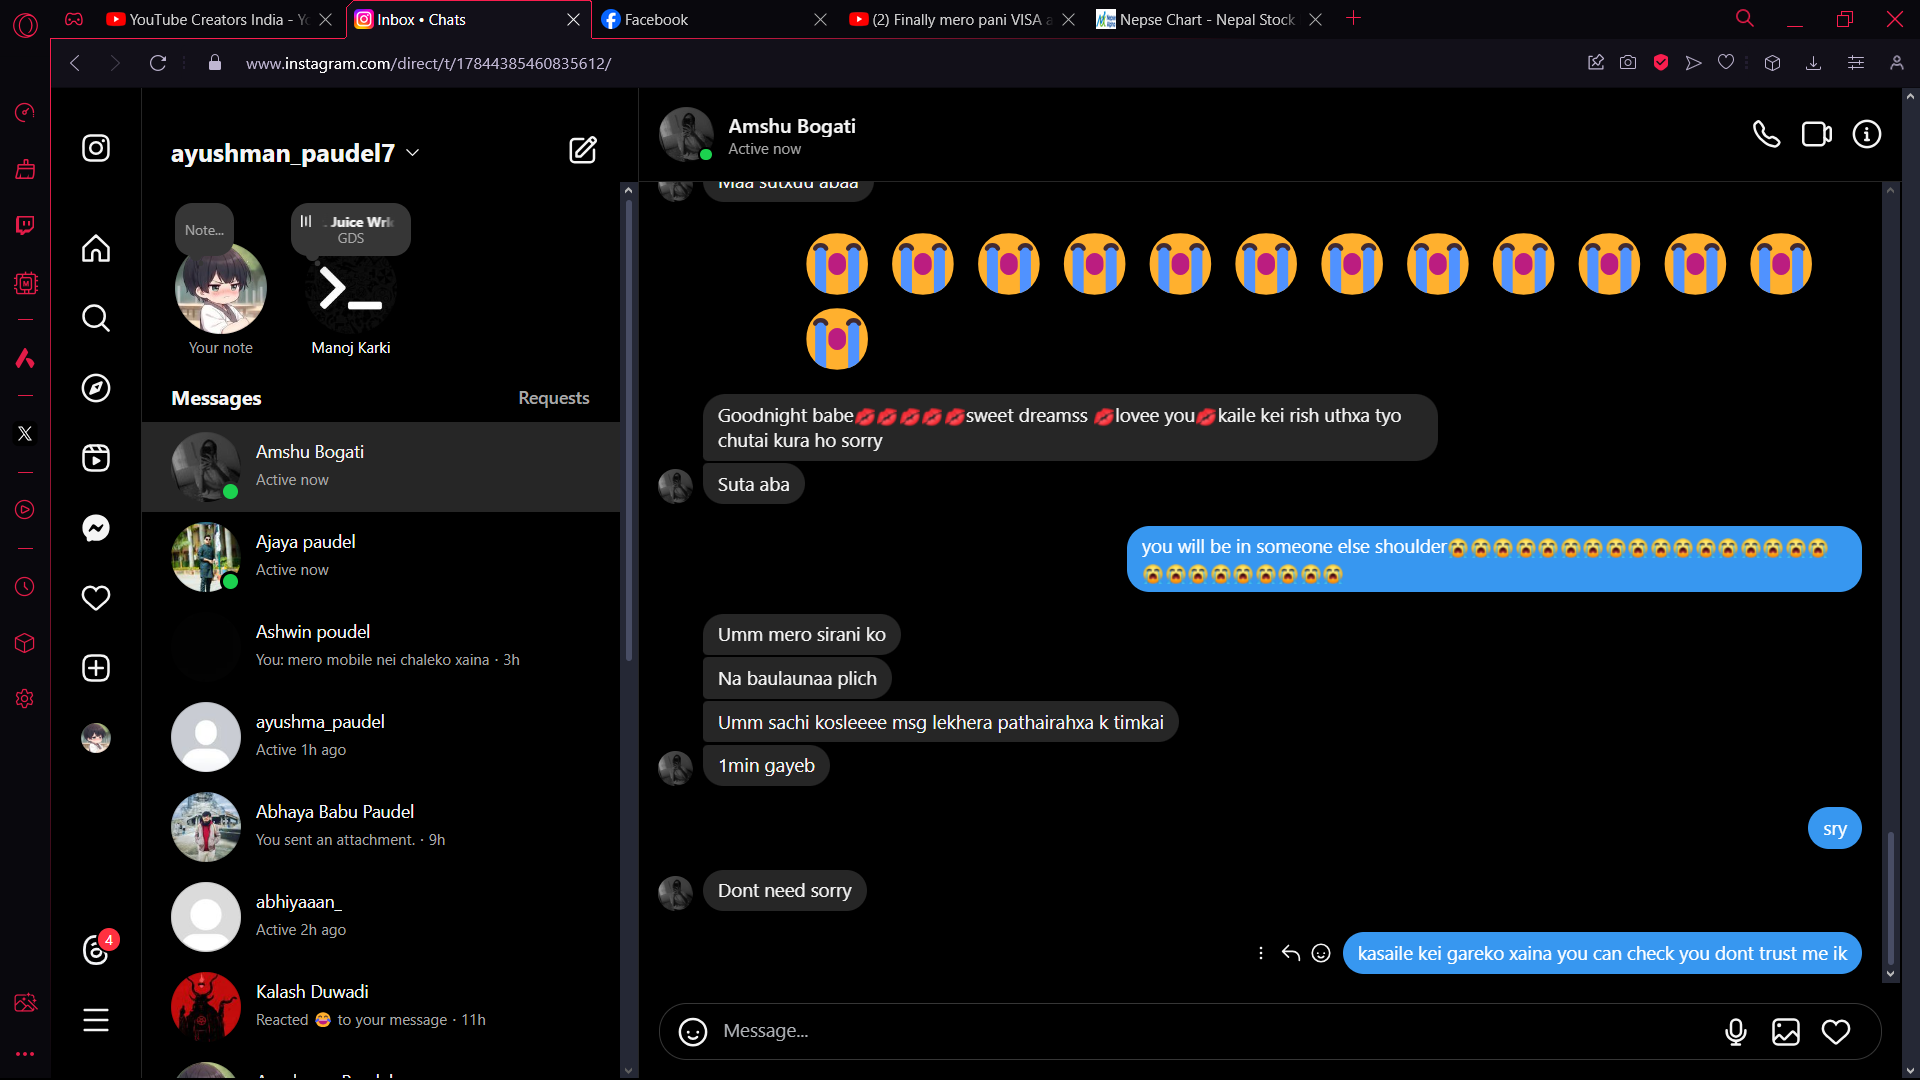 YouTube Creators India - Yo
Inbox • Chats
Facebook
(2) Finally mero pani VISA a
Nepse Chart - Nepal Stock
www.instagram.com/direct/t/17844385460835612/
ayushman_paudel7
Note...
Juice Wrl
GDS
Your note
Manoj Karki
Messages
Requests
Amshu Bogati
Active now
Ajaya paudel
Active now
Ashwin poudel
You: mero mobile nei chaleko xaina · 3h
ayushma_paudel
Active 1h ago
Abhaya Babu Paudel
You sent an attachment. · 9h
abhiyaaan_
Active 2h ago
Kalash Duwadi
Reacted 😂 to your message · 11h
4
Amshu Bogati
Active now
Maa sutxdu abaa
😭😭😭😭😭😭😭😭😭😭😭😭
😭
Goodnight babe💋💋💋💋💋sweet dreamss 💋lovee you💋kaile kei rish uthxa tyo
chutai kura ho sorry
Suta aba
you will be in someone else shoulder😭😭😭😭😭😭😭😭😭😭😭😭😭😭😭😭😭
😭😭😭😭😭😭😭😭😭
Umm mero sirani ko
Na baulaunaa plich
Umm sachi kosleeee msg lekhera pathairahxa k timkai
1min gayeb
sry
Dont need sorry
kasaile kei gareko xaina you can check you dont trust me ik
Message...